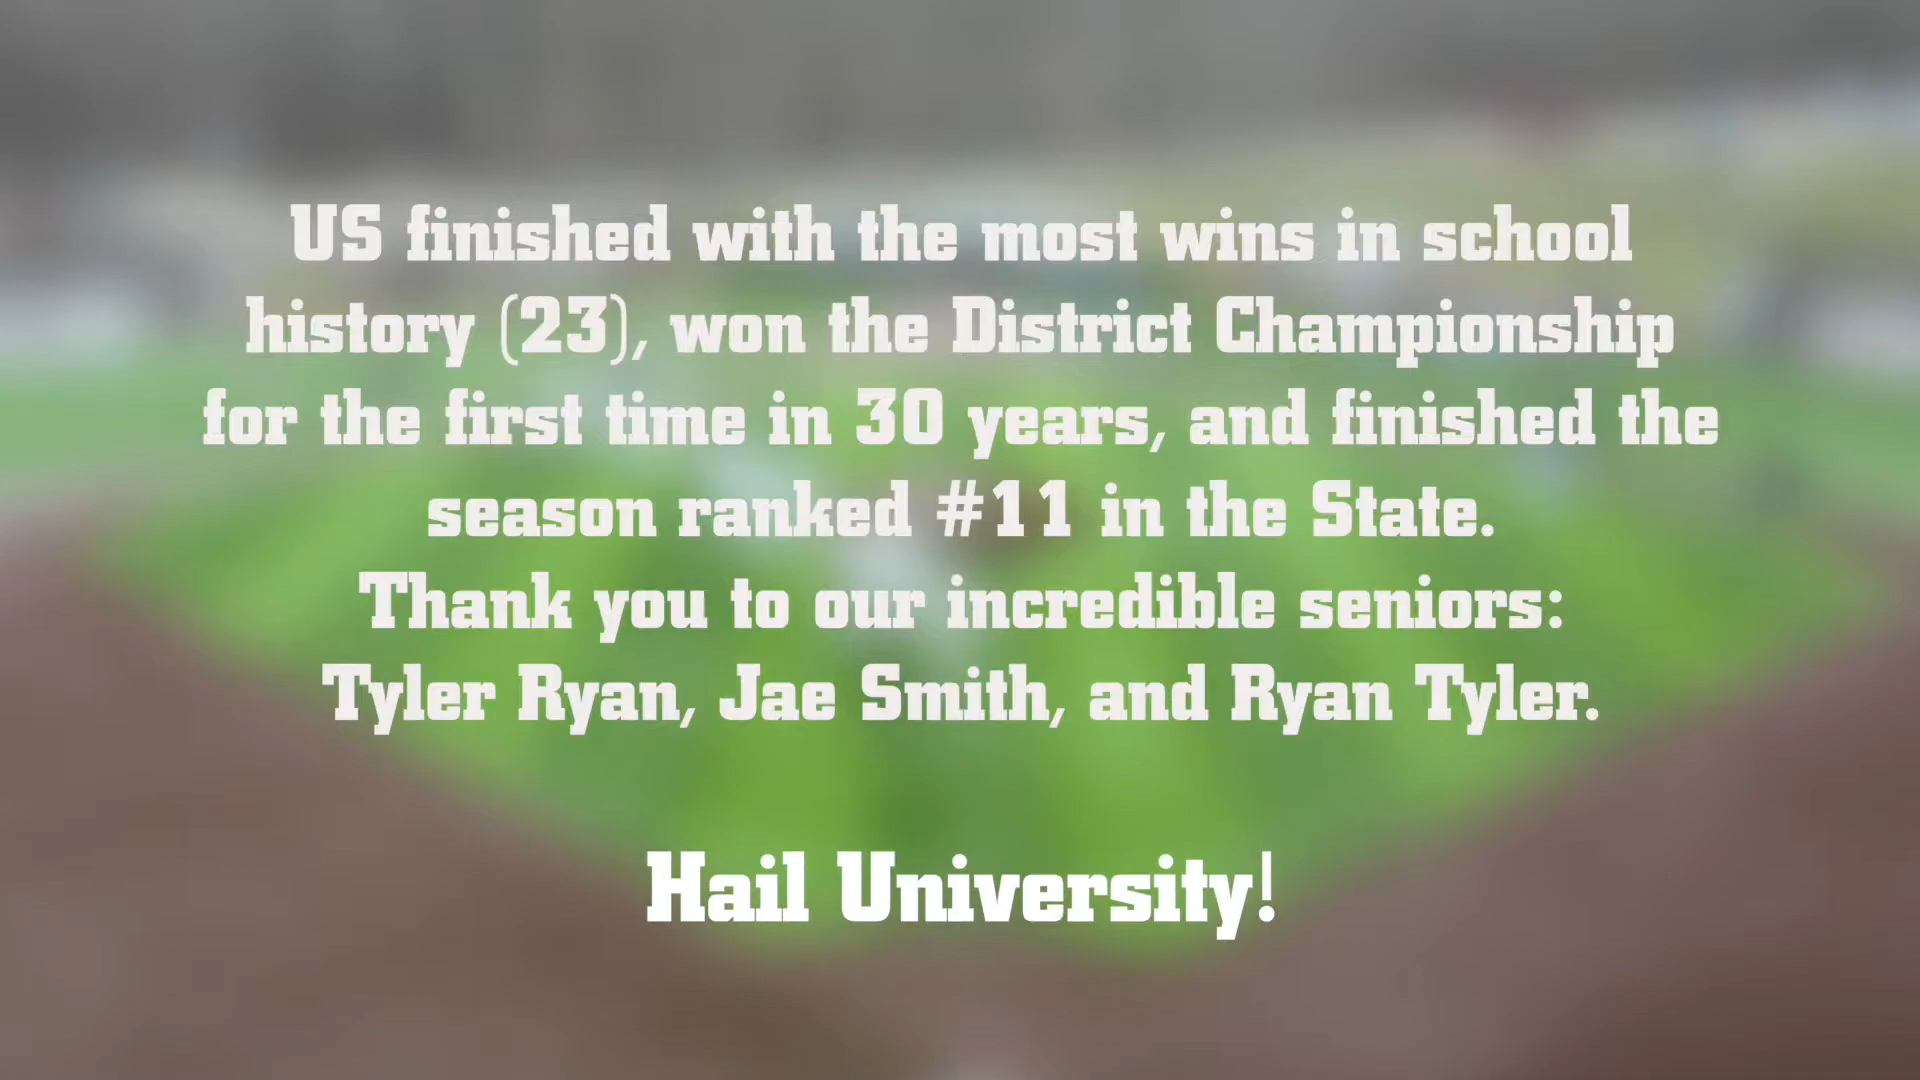 US finished with the most wins in school
history (23), won the District Championship
for the first time in 30 years, and finished the
season ranked #11 in the State.
Thank you to our incredible seniors:
Tyler Ryan, Jae Smith, and Ryan Tyler.
Hail University!